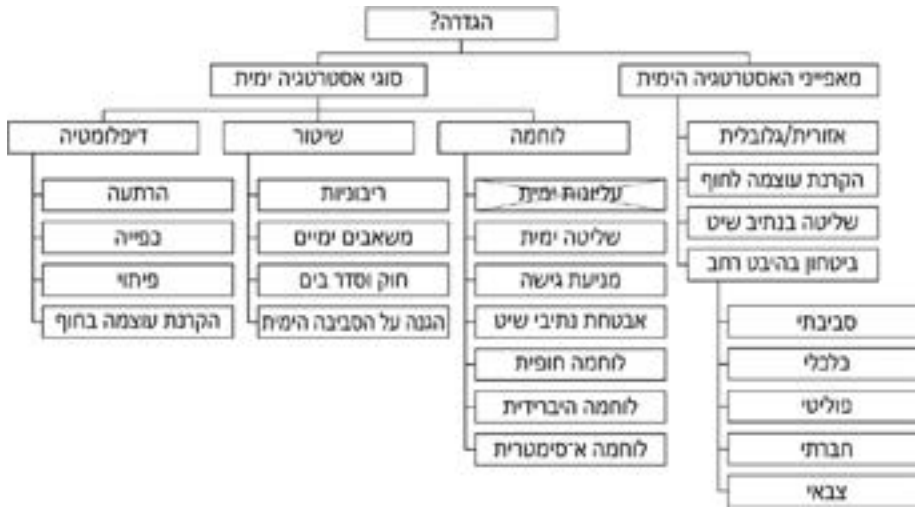 הגדרה?
מאפייני האסטרטגיה הימית
אזורית/גלובלית
הקרנת עוצמה לחוף
שליטה בנתיב שיט
ביטחון בהיבט רחב
סביבתי
כלכלי
פוליטי
חברתי
צבאי
סוגי אסטרטגיה ימית
לוחמה
עליונות ימית
שליטה ימית
מניעת גישה
אבטחת נתיבי שיט
לוחמה חופית
לוחמה היברידית
לוחמה א־סימטרית
שיטור
ריבוניות
משאבים ימיים
חוק וסדר בים
הגנה על הסביבה הימית
דיפלומטיה
הרתעה
כפייה
פיתוי
הקרנת עוצמה בחוף